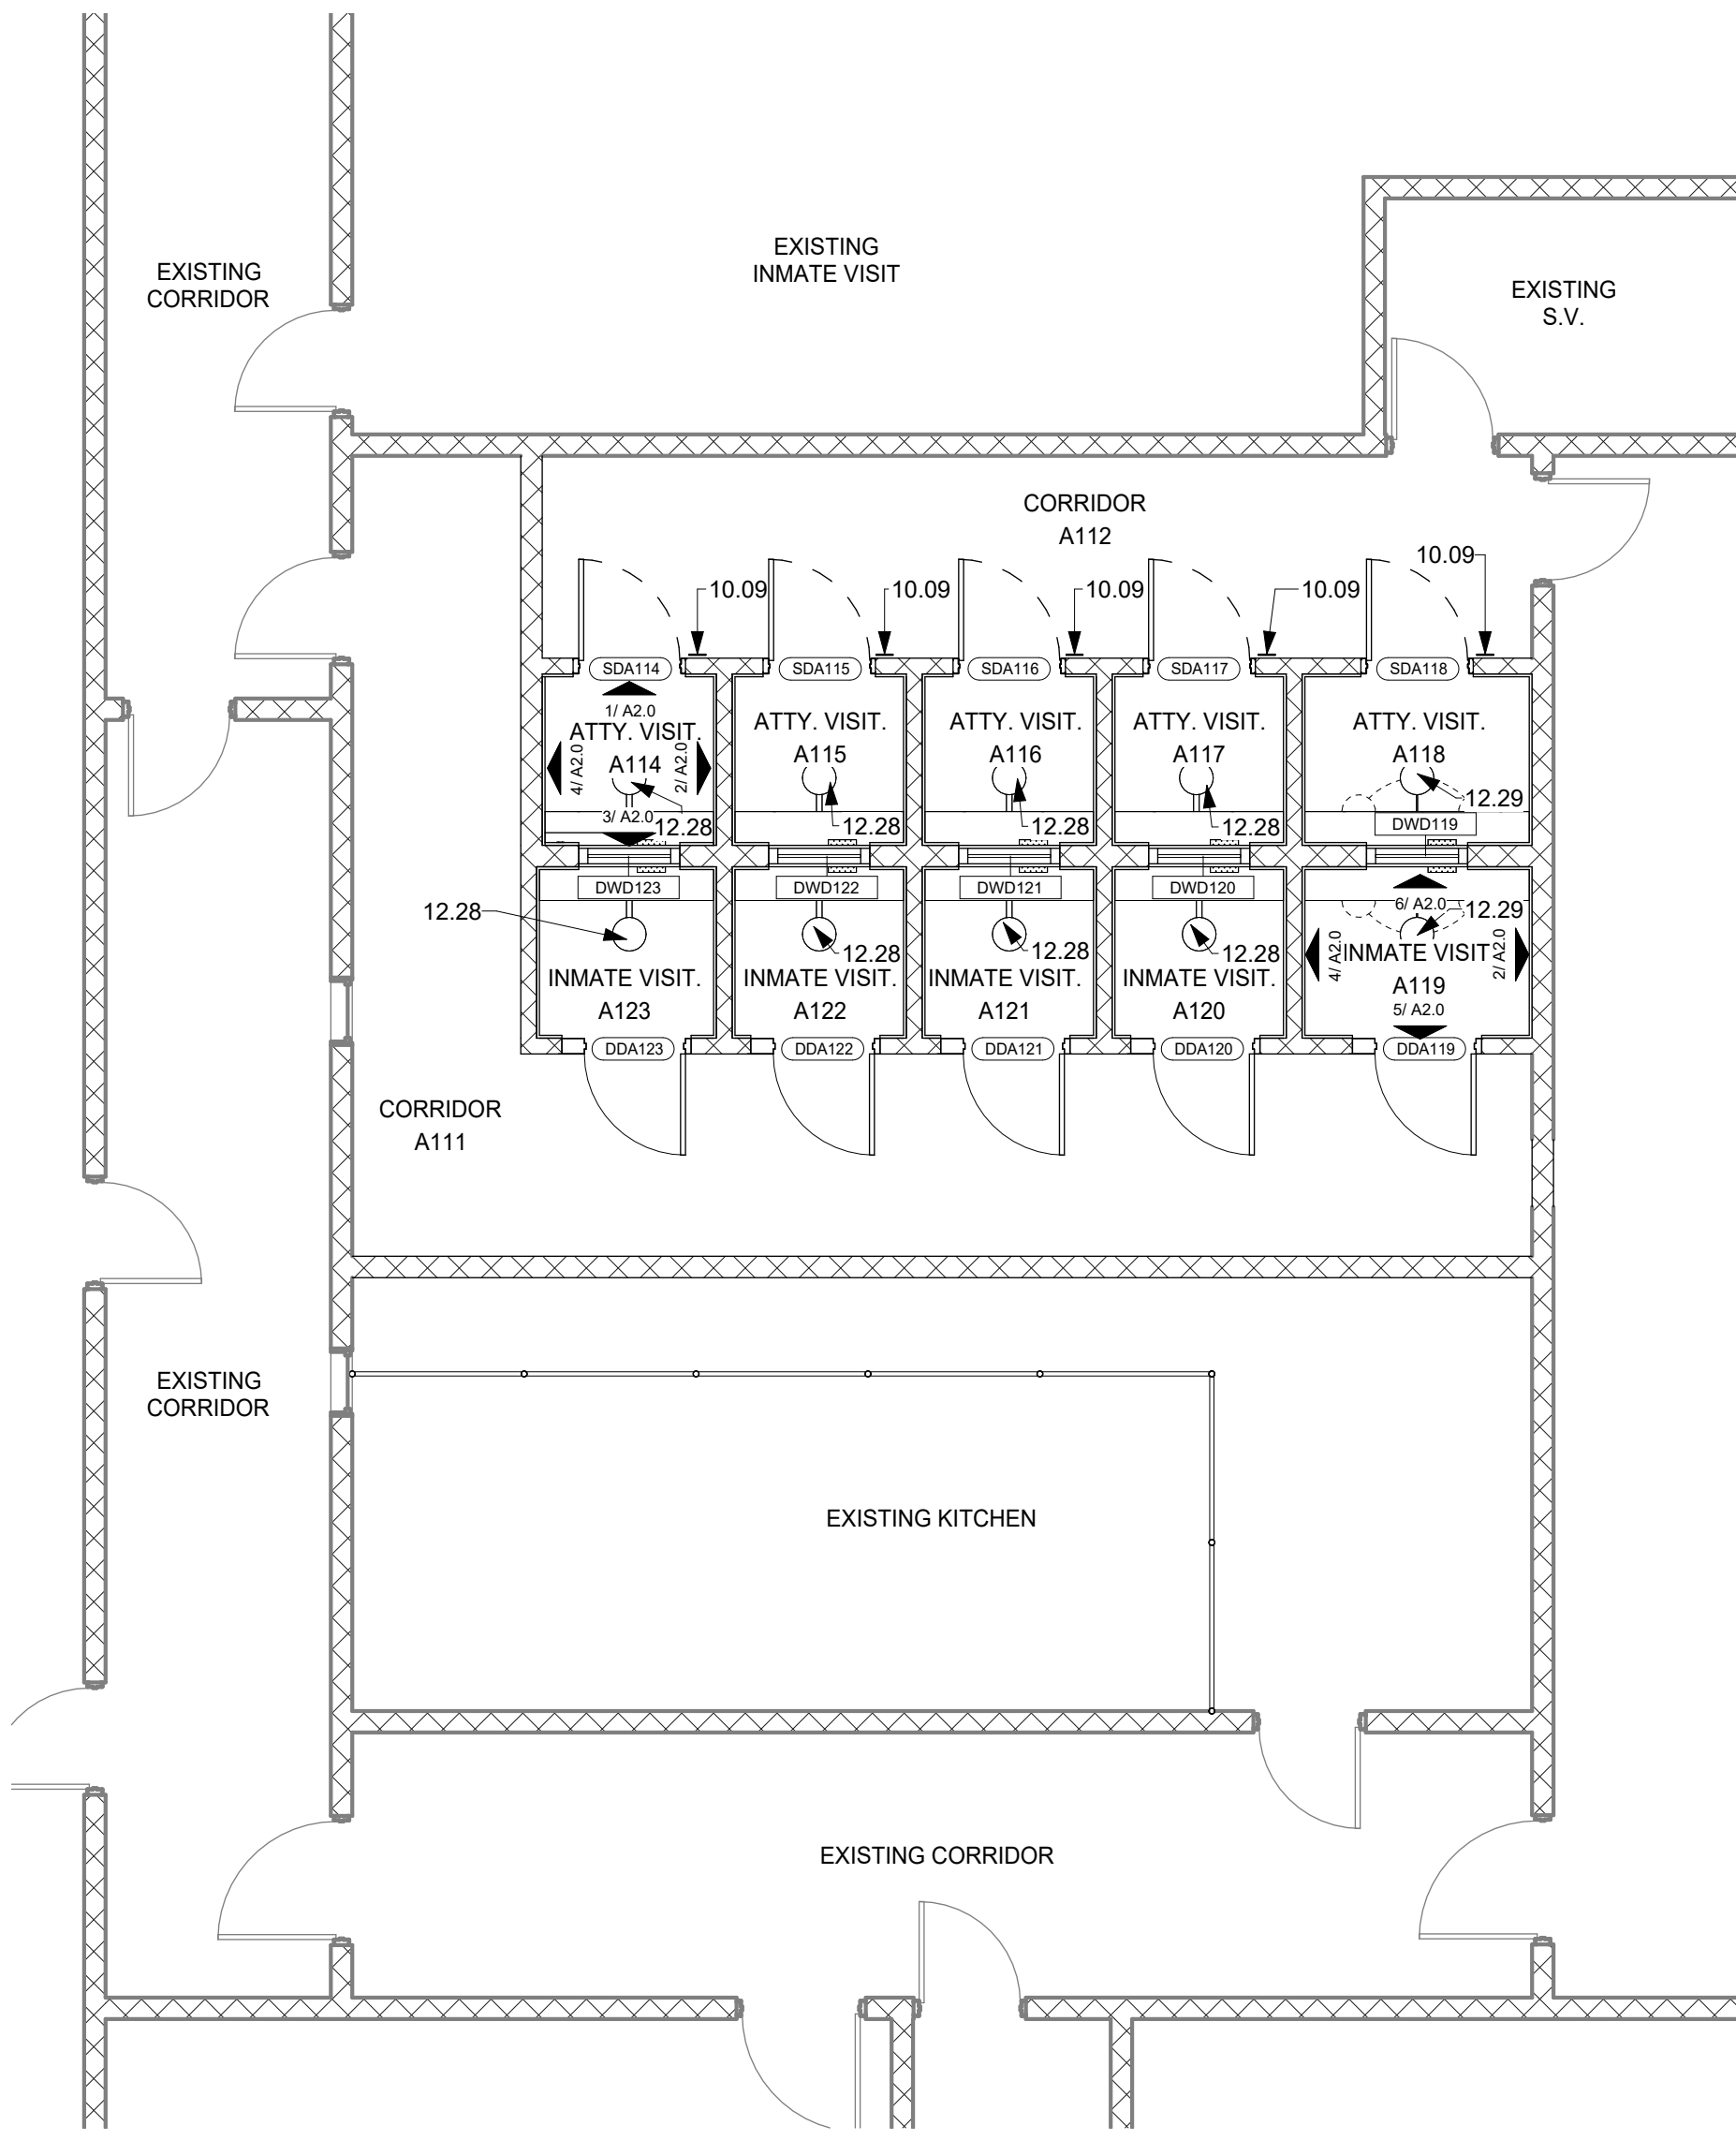 EXISTING
INMATE VISIT
EXISTING
CORRIDOR
EXISTING
S.V.
CORRIDOR
A112
10.09
10.09
10.09
10.09
10.09
SDA114
SDA115
SDA116
SDA117
SDA118
1/ A2.0
ATTY. VISIT.
A114
4/ A2.0
2/ A2.0
3/ A2.0
12.28
ATTY. VISIT.
A115
12.28
ATTY. VISIT.
A116
12.28
ATTY. VISIT.
A117
12.28
ATTY. VISIT.
A118
12.29
DWD119
DWD123
DWD122
DWD121
DWD120
12.28
INMATE VISIT.
A123
12.28
INMATE VISIT.
A122
12.28
INMATE VISIT.
A121
12.28
INMATE VISIT.
A120
6/ A2.0
12.29
4/ A2.0
INMATE VISIT.
2/ A2.0
A119
5/ A2.0
DDA123
DDA122
DDA121
DDA120
DDA119
CORRIDOR
A111
EXISTING
CORRIDOR
EXISTING KITCHEN
EXISTING CORRIDOR